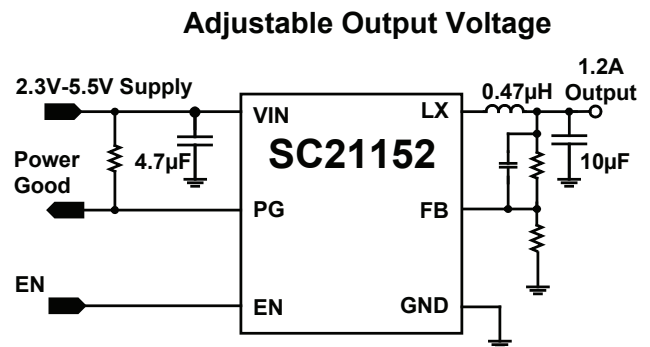 Adjustable Output Voltage
2.3V-5.5V Supply
4.7µF
Power
Good
EN
VIN
LX
SC21152
PG
FB
EN
GND
0.47µH
1.2A
Output
10µF